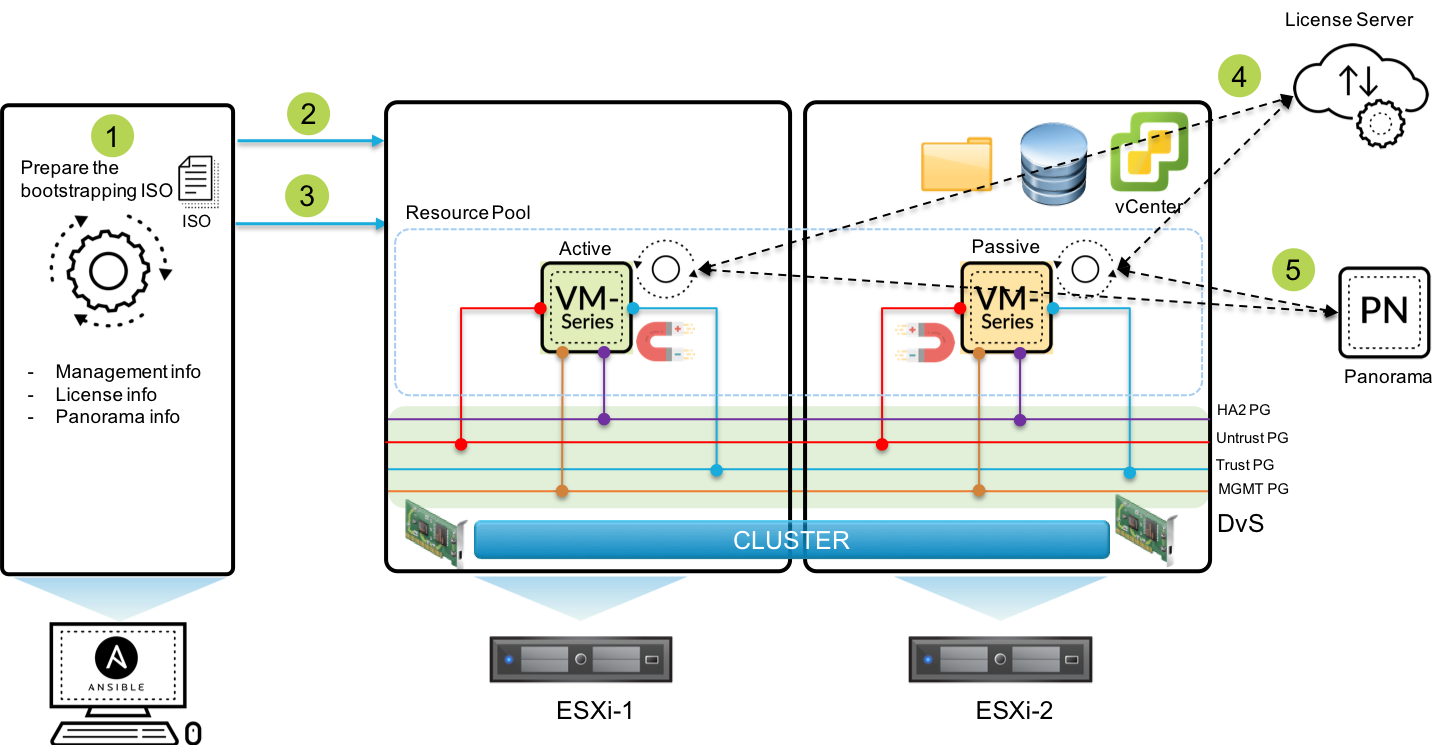 License Server
4
1
Prepare the
bootstrapping ISO
ISO
2
3
vCenter
Resource Pool
Active
Passive
VM-
Series
VM-
Series
5
PN
Panorama
- Management info
- License info
- Panorama info
HA2 PG
Untrust PG
Trust PG
MGMT PG
DvS
CLUSTER
A
ANSIBLE
ESXi-1
ESXi-2